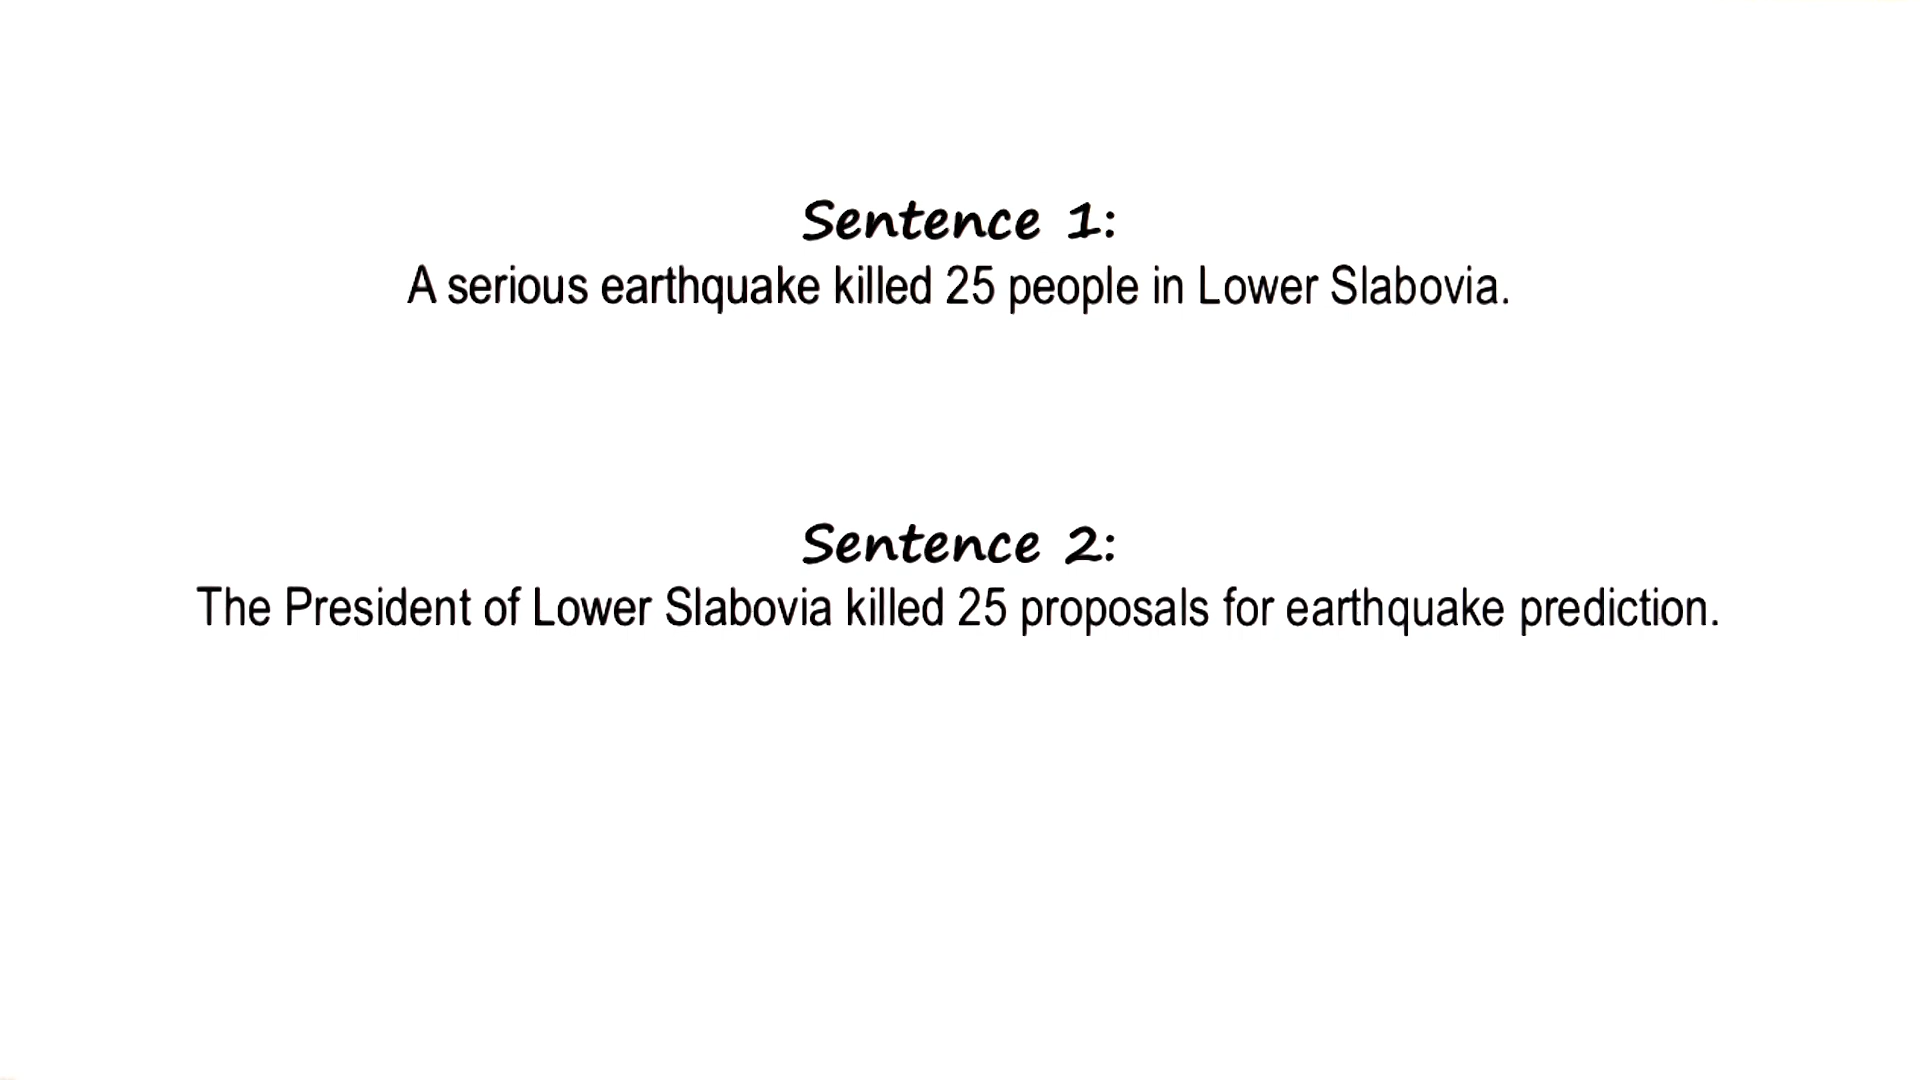 Sentence 1:
A serious earthquake killed 25 people in Lower Slabovia.
Sentence 2:
The President of Lower Slabovia killed 25 proposals for earthquake prediction.